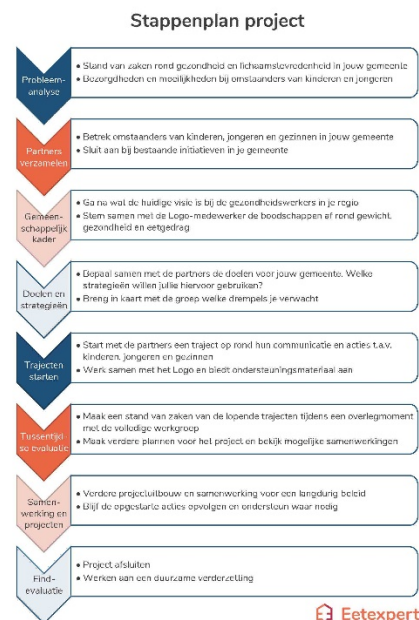 Stappenplan project
Probleem-
analyse
• Stand van zaken rond gezondheid en lichaamstevredenheid in jouw gemeente
• Bezorgdheden en moeilijkheden bij omstaanders van kinderen en jongeren
Partners
verzamelen
• Betrek omstaanders van kinderen, jongeren en gezinnen in jouw gemeente
• Sluit aan bij bestaande initiatieven in je gemeente
Gemeen-
schappelijk
kader
• Ga na wat de huidige visie is bij de gezondheidswerkers in je regio
• Stem samen met de Logo-medewerker de boodschappen af rond gewicht,
gezondheid en eetgedrag
Doelen en
strategieën
• Bepaal samen met de partners de doelen voor jouw gemeente. Welke
strategieën willen jullie hiervoor gebruiken?
• Breng in kaart met de groep welke drempels je verwacht
Trajecten
starten
• Start met de partners een traject op rond hun communicatie en acties t.a.v.
kinderen, jongeren en gezinnen
• Werk samen met het Logo en biedt ondersteuningsmateriaal aan
Tussentijd-
se evaluatie
• Maak een stand van zaken van de lopende trajecten tijdens een overlegmoment
met de volledige werkgroep
• Maak verdere plannen voor het project en bekijk mogelijke samenwerkingen
Samen-
werking en
projecten
• Verdere projectuitbouw en samenwerking voor een langdurig beleid
• Blijf de opgestarte acties opvolgen en ondersteun waar nodig
Eind-
evaluatie
• Project afsluiten
• Werken aan een duurzame verderzetting
Eetexpert